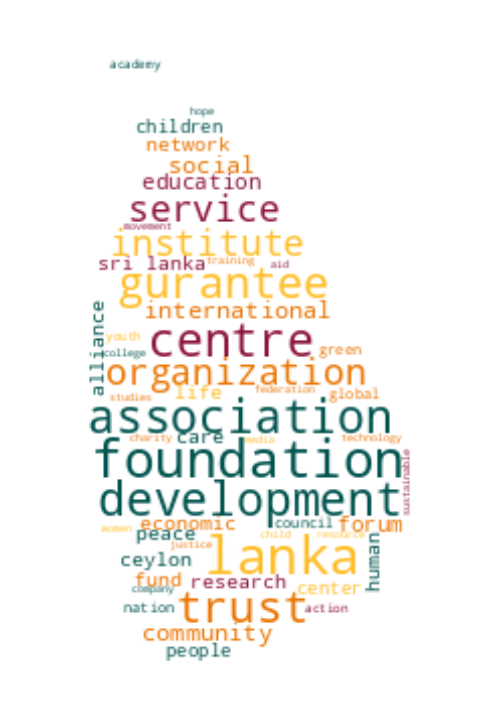 academy
hope
children
network
social
education
service
movement
institute
sri lanka training aid
gurantee
international
alliance
youth centre green
college
organization
life federation global
studies
association
charity care media technology
foundation
sustainable
development
women economic council forum
peace child resource
justice
human
ceylon lanka
fund research center
company
nation trust action
community
people